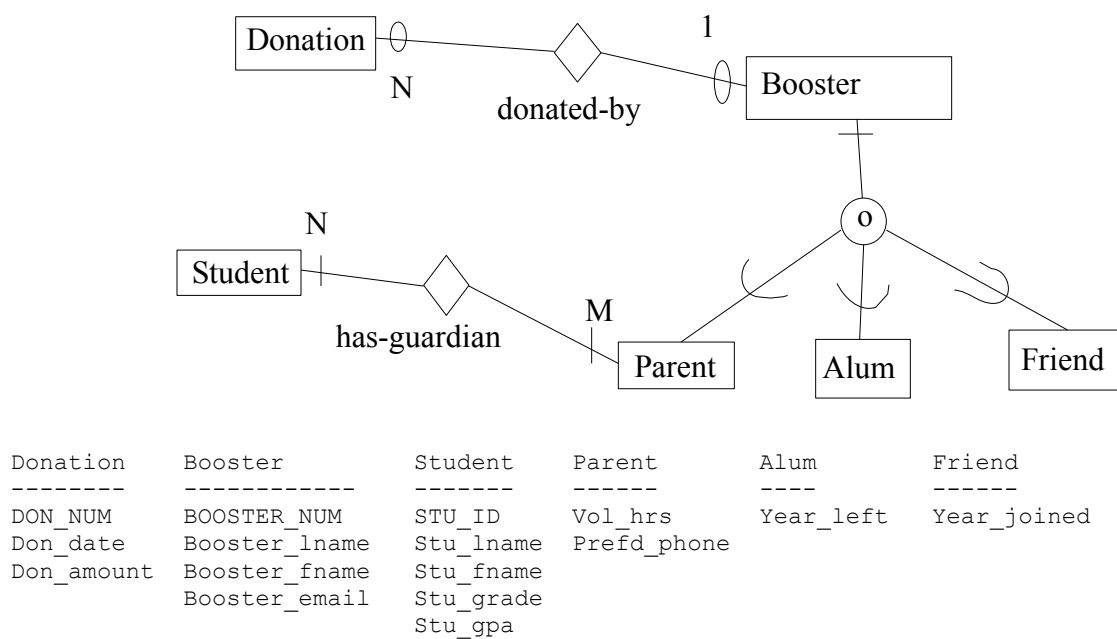 1
Donation
N
Booster
donated-by
o
N
Student
M
has-guardian
Parent
Alum
Friend
Donation Booster Student Parent Alum Friend
-------- ------------ ------- ------ ---- ------
DON_NUM BOOSTER_NUM STU_ID Vol_hrs Year_left Year_joined
Don_date Booster_lname Stu_lname Prefd_phone
Don_amount Booster_fname Stu_fname
Booster_email Stu_grade
Stu_gpa